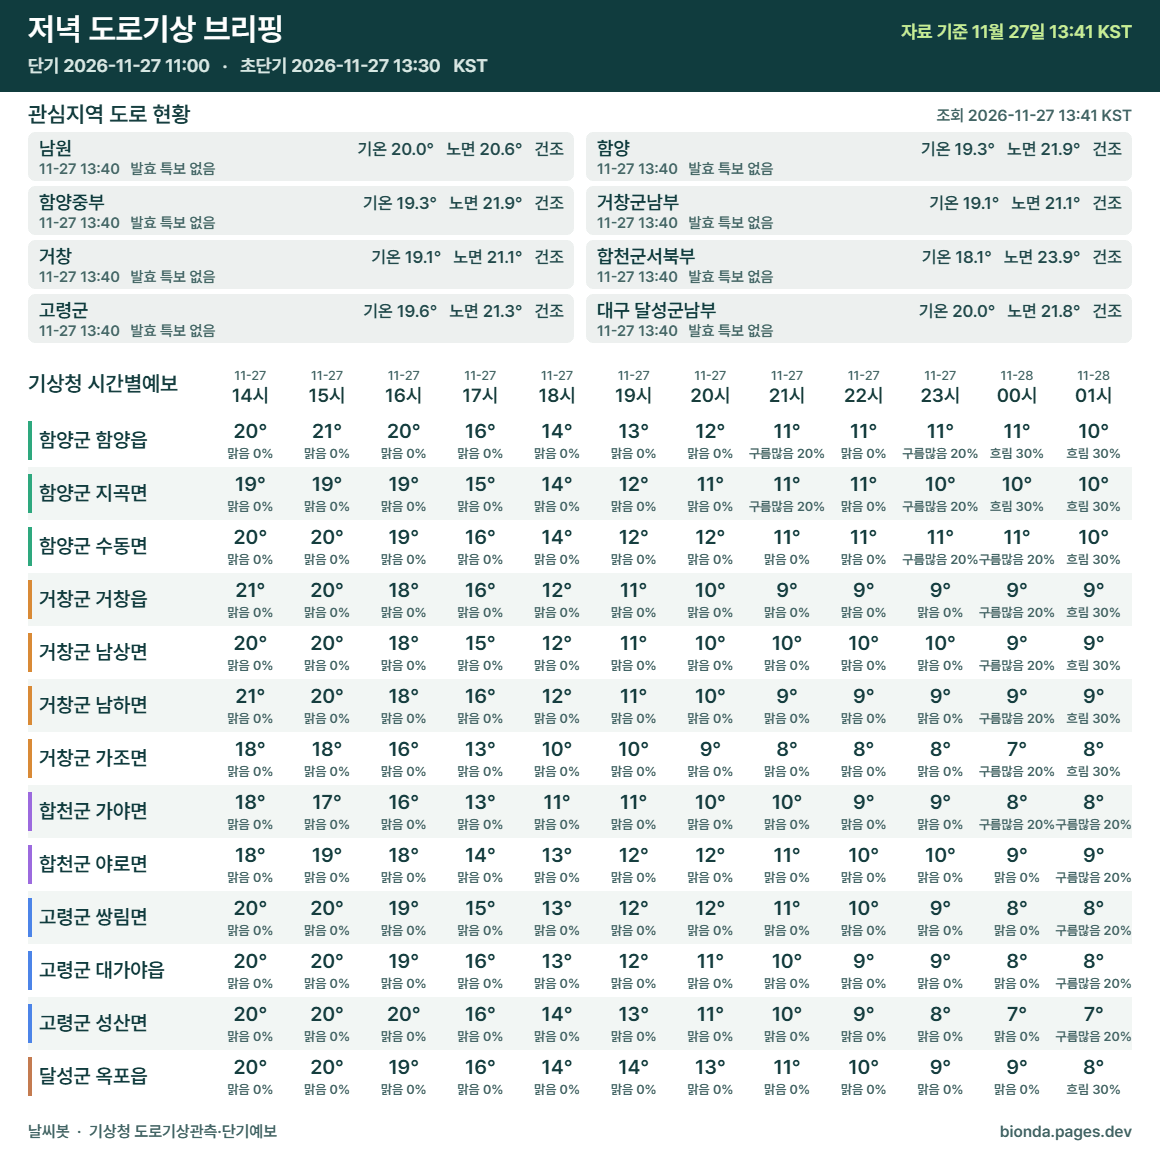 저녁 도로기상 브리핑
자료 기준 11월 27일 13:41 KST
단기 2026-11-27 11:00 · 초단기 2026-11-27 13:30 KST
관심지역 도로 현황
조회 2026-11-27 13:41 KST
남원 기온 20.0° 노면 20.6° 건조
11-27 13:40 발효 특보 없음
함양 기온 19.3° 노면 21.9° 건조
11-27 13:40 발효 특보 없음
함양중부 기온 19.3° 노면 21.9° 건조
11-27 13:40 발효 특보 없음
거창군남부 기온 19.1° 노면 21.1° 건조
11-27 13:40 발효 특보 없음
거창 기온 19.1° 노면 21.1° 건조
11-27 13:40 발효 특보 없음
합천군서북부 기온 18.1° 노면 23.9° 건조
11-27 13:40 발효 특보 없음
고령군 기온 19.6° 노면 21.3° 건조
11-27 13:40 발효 특보 없음
대구 달성군남부 기온 20.0° 노면 21.8° 건조
11-27 13:40 발효 특보 없음
기상청 시간별예보
11-27 11-27 11-27 11-27 11-27 11-27 11-27 11-27 11-27 11-27 11-28 11-28
14시 15시 16시 17시 18시 19시 20시 21시 22시 23시 00시 01시
함양군 함양읍
20° 21° 20° 16° 14° 13° 12° 11° 11° 11° 11° 10°
맑음 0% 맑음 0% 맑음 0% 맑음 0% 맑음 0% 맑음 0% 맑음 0% 구름많음 20% 맑음 0% 구름많음 20% 흐림 30% 흐림 30%
함양군 지곡면
19° 19° 19° 15° 14° 12° 11° 11° 11° 10° 10° 10°
맑음 0% 맑음 0% 맑음 0% 맑음 0% 맑음 0% 맑음 0% 맑음 0% 구름많음 20% 맑음 0% 구름많음 20% 흐림 30% 흐림 30%
함양군 수동면
20° 20° 19° 16° 14° 12° 12° 11° 11° 11° 11° 10°
맑음 0% 맑음 0% 맑음 0% 맑음 0% 맑음 0% 맑음 0% 맑음 0% 맑음 0% 맑음 0% 구름많음 20% 구름많음 20% 흐림 30%
거창군 거창읍
21° 20° 18° 16° 12° 11° 10° 9° 9° 9° 9° 9°
맑음 0% 맑음 0% 맑음 0% 맑음 0% 맑음 0% 맑음 0% 맑음 0% 맑음 0% 맑음 0% 맑음 0% 구름많음 20% 흐림 30%
거창군 남상면
20° 20° 18° 15° 12° 11° 10° 10° 10° 10° 9° 9°
맑음 0% 맑음 0% 맑음 0% 맑음 0% 맑음 0% 맑음 0% 맑음 0% 맑음 0% 맑음 0% 맑음 0% 구름많음 20% 흐림 30%
거창군 남하면
21° 20° 18° 16° 12° 11° 10° 9° 9° 9° 9° 9°
맑음 0% 맑음 0% 맑음 0% 맑음 0% 맑음 0% 맑음 0% 맑음 0% 맑음 0% 맑음 0% 맑음 0% 구름많음 20% 흐림 30%
거창군 가조면
18° 18° 16° 13° 10° 10° 9° 8° 8° 8° 7° 8°
맑음 0% 맑음 0% 맑음 0% 맑음 0% 맑음 0% 맑음 0% 맑음 0% 맑음 0% 맑음 0% 맑음 0% 구름많음 20% 흐림 30%
합천군 가야면
18° 17° 16° 13° 11° 11° 10° 10° 9° 9° 8° 8°
맑음 0% 맑음 0% 맑음 0% 맑음 0% 맑음 0% 맑음 0% 맑음 0% 맑음 0% 맑음 0% 맑음 0% 구름많음 20% 구름많음 20%
합천군 야로면
18° 19° 18° 14° 13° 12° 12° 11° 10° 10° 9° 9°
맑음 0% 맑음 0% 맑음 0% 맑음 0% 맑음 0% 맑음 0% 맑음 0% 맑음 0% 맑음 0% 맑음 0% 맑음 0% 구름많음 20%
고령군 쌍림면
20° 20° 19° 15° 13° 12° 12° 11° 10° 9° 8° 8°
맑음 0% 맑음 0% 맑음 0% 맑음 0% 맑음 0% 맑음 0% 맑음 0% 맑음 0% 맑음 0% 맑음 0% 맑음 0% 구름많음 20%
고령군 대가야읍
20° 20° 19° 16° 13° 12° 11° 10° 9° 9° 8° 8°
맑음 0% 맑음 0% 맑음 0% 맑음 0% 맑음 0% 맑음 0% 맑음 0% 맑음 0% 맑음 0% 맑음 0% 맑음 0% 구름많음 20%
고령군 성산면
20° 20° 20° 16° 14° 13° 11° 10° 9° 8° 7° 7°
맑음 0% 맑음 0% 맑음 0% 맑음 0% 맑음 0% 맑음 0% 맑음 0% 맑음 0% 맑음 0% 맑음 0% 맑음 0% 구름많음 20%
달성군 옥포읍
20° 20° 19° 16° 14° 14° 13° 11° 10° 9° 9° 8°
맑음 0% 맑음 0% 맑음 0% 맑음 0% 맑음 0% 맑음 0% 맑음 0% 맑음 0% 맑음 0% 맑음 0% 맑음 0% 흐림 30%
날씨봇 · 기상청 도로기상관측·단기예보
bionda.pages.dev